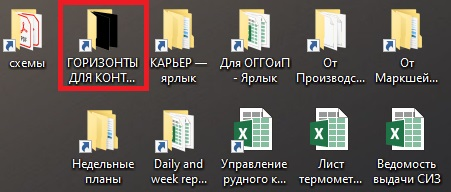 схемы
ГОРИЗОНТЫ
ДЛЯ КОНТ...
КАРЬЕР —
ярлык
Для ОГГОиП
- Ярлык
От
Производс...
От
Маркшей...
Недельные
планы
Daily and
week rep...
Управление
рудного к...
Лист
термомет...
Ведомость
выдачи СИЗ